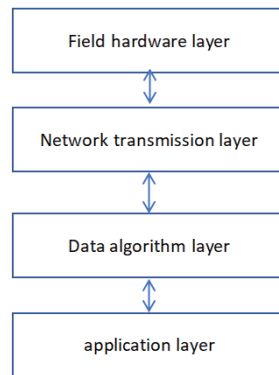 Field hardware layer
Network transmission layer
Data algorithm layer
application layer